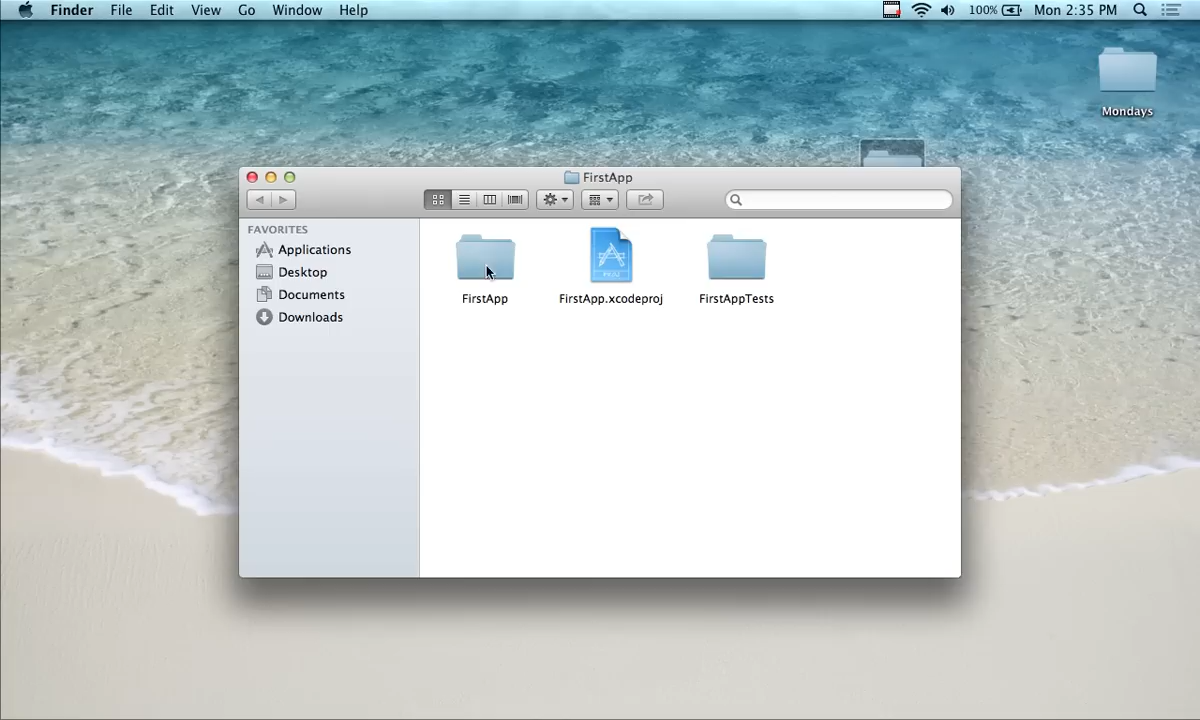 Finder File Edit View Go Window Help 100% Mon 2:35 PM
Mondays
FirstApp
FAVORITES
Applications
Desktop
Documents
Downloads
FirstApp FirstApp.xcodeproj FirstAppTests